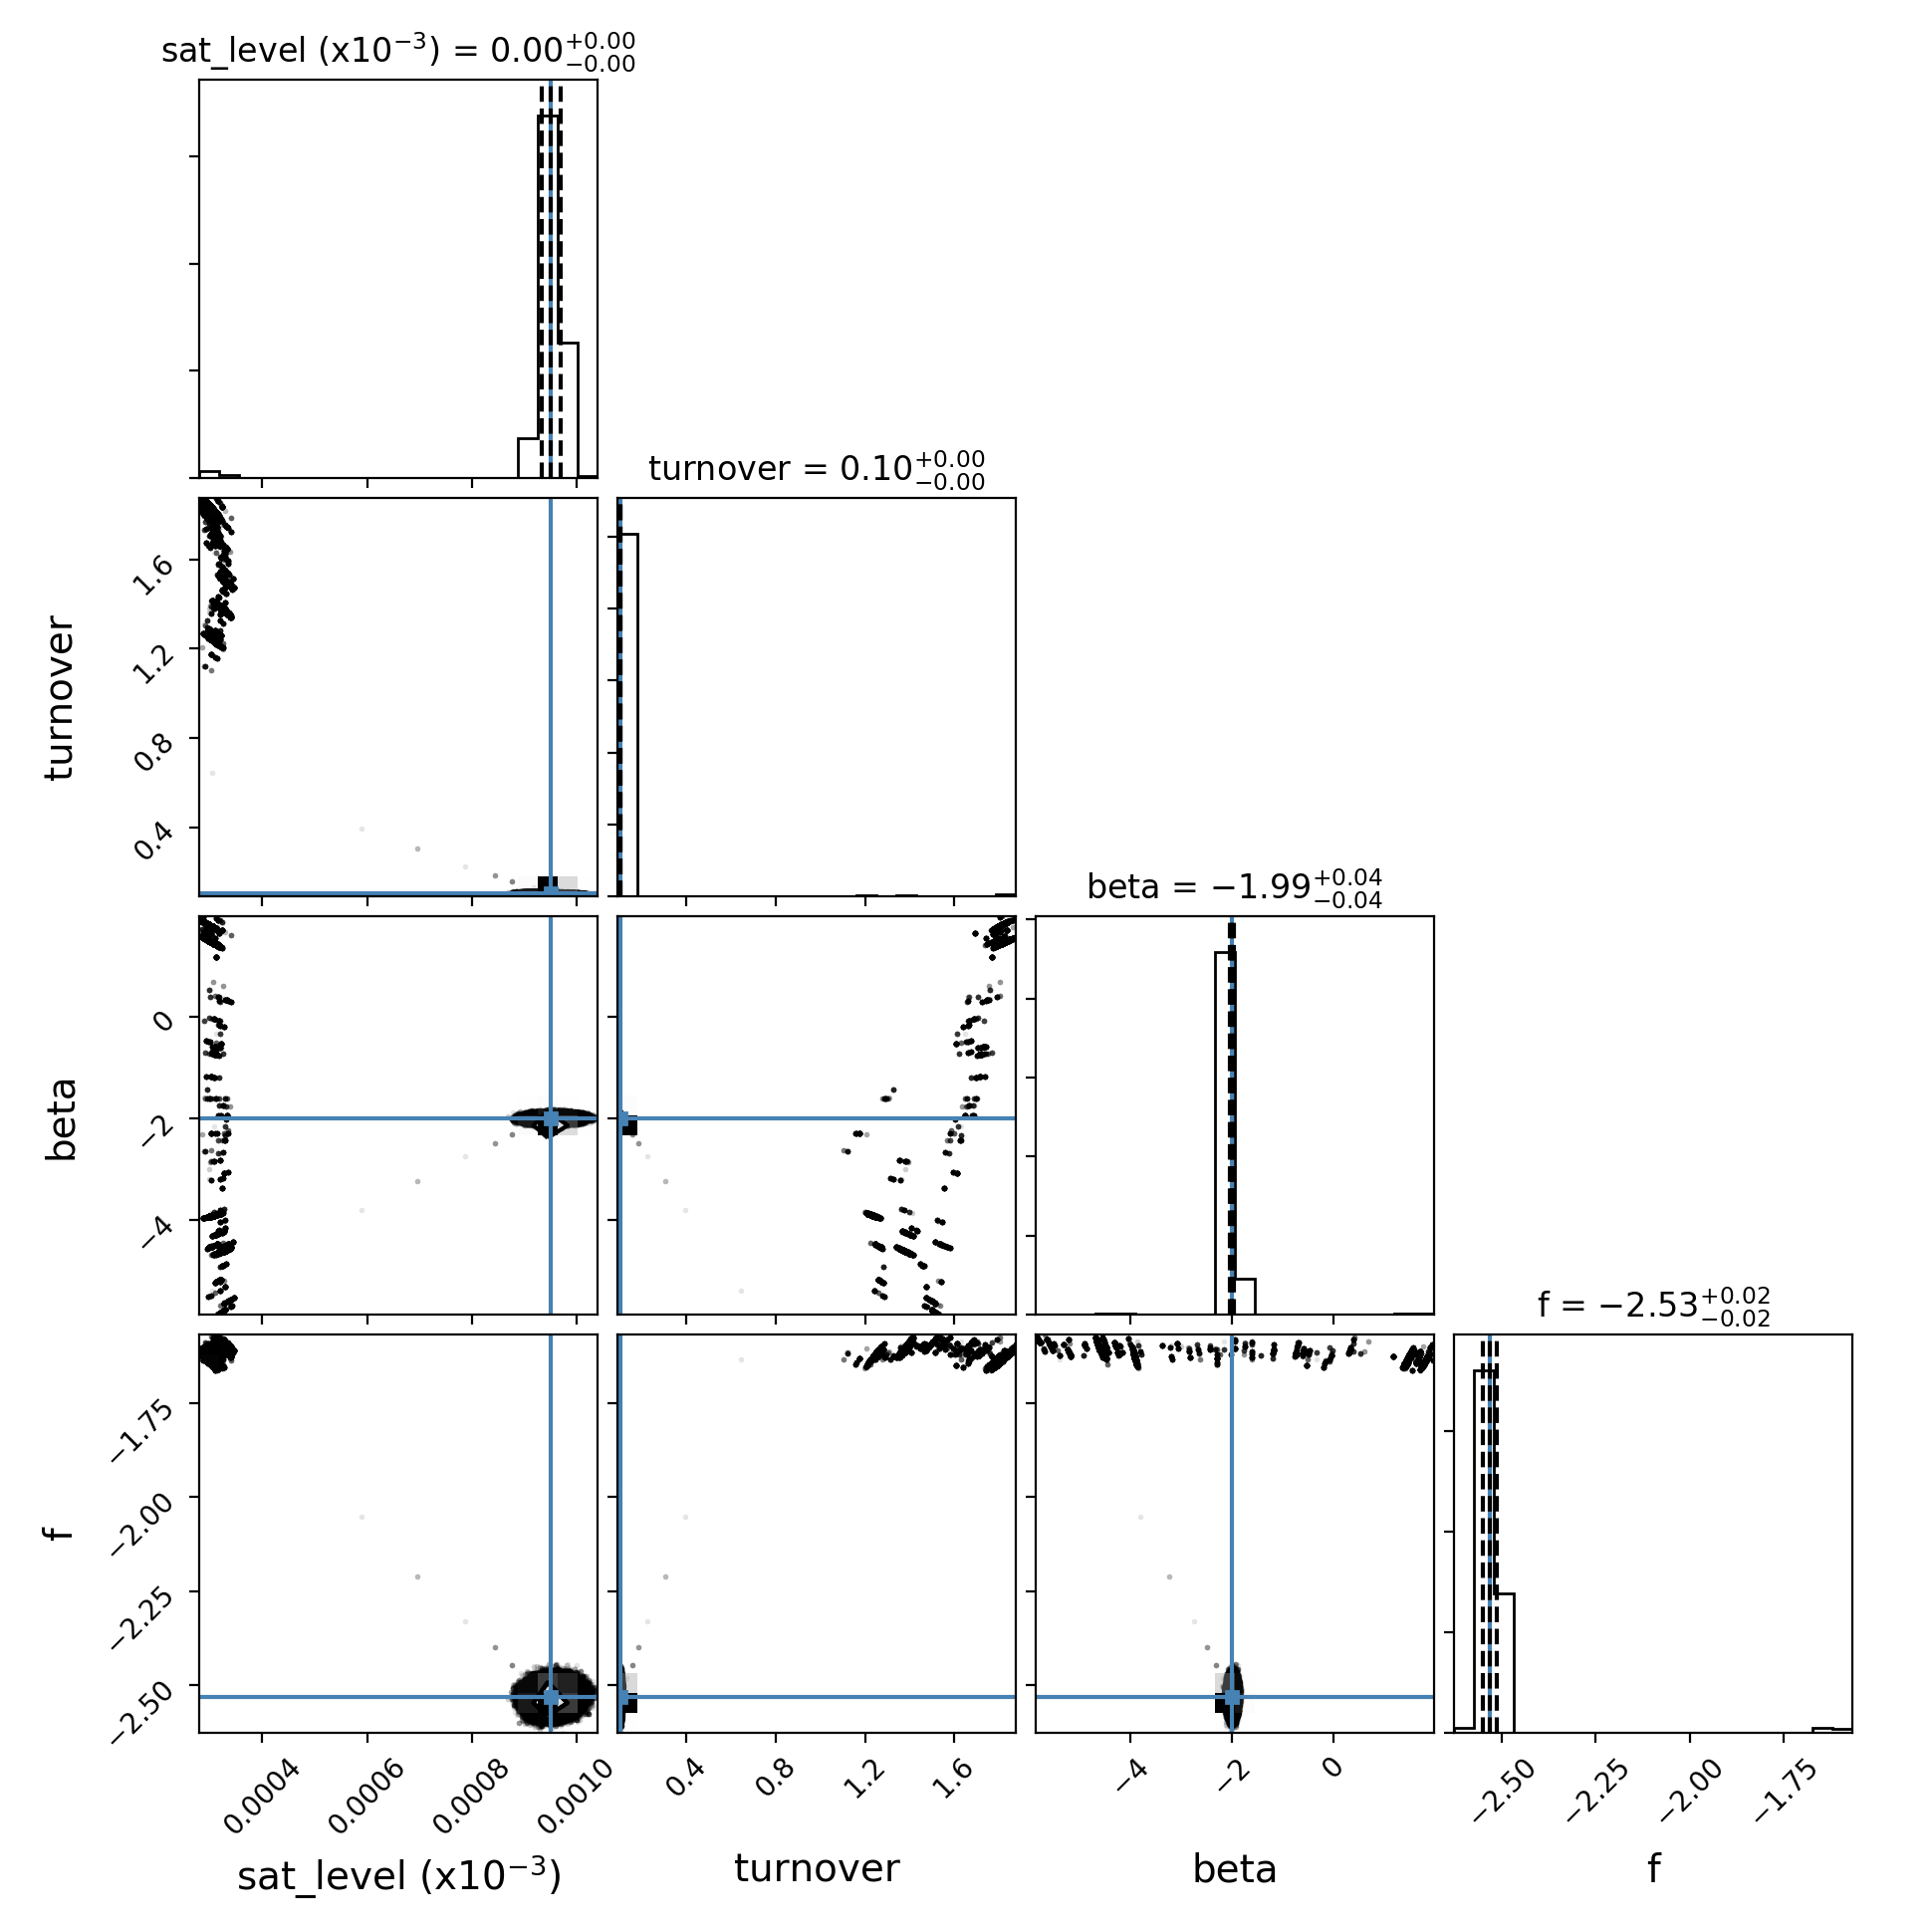 sat_level (x10⁻³) = 0.00 +0.00 −0.00
turnover = 0.10 +0.00 −0.00
turnover
1.6
1.2
0.8
0.4
beta = −1.99 +0.04 −0.04
beta
0
−2
−4
f = −2.53 +0.02 −0.02
f
−1.75
−2.00
−2.25
−2.50
0.0004 0.0006 0.0008 0.0010
0.4 0.8 1.2 1.6
−4 −2 0
−2.50 −2.25 −2.00 −1.75
sat_level (x10⁻³)
turnover
beta
f